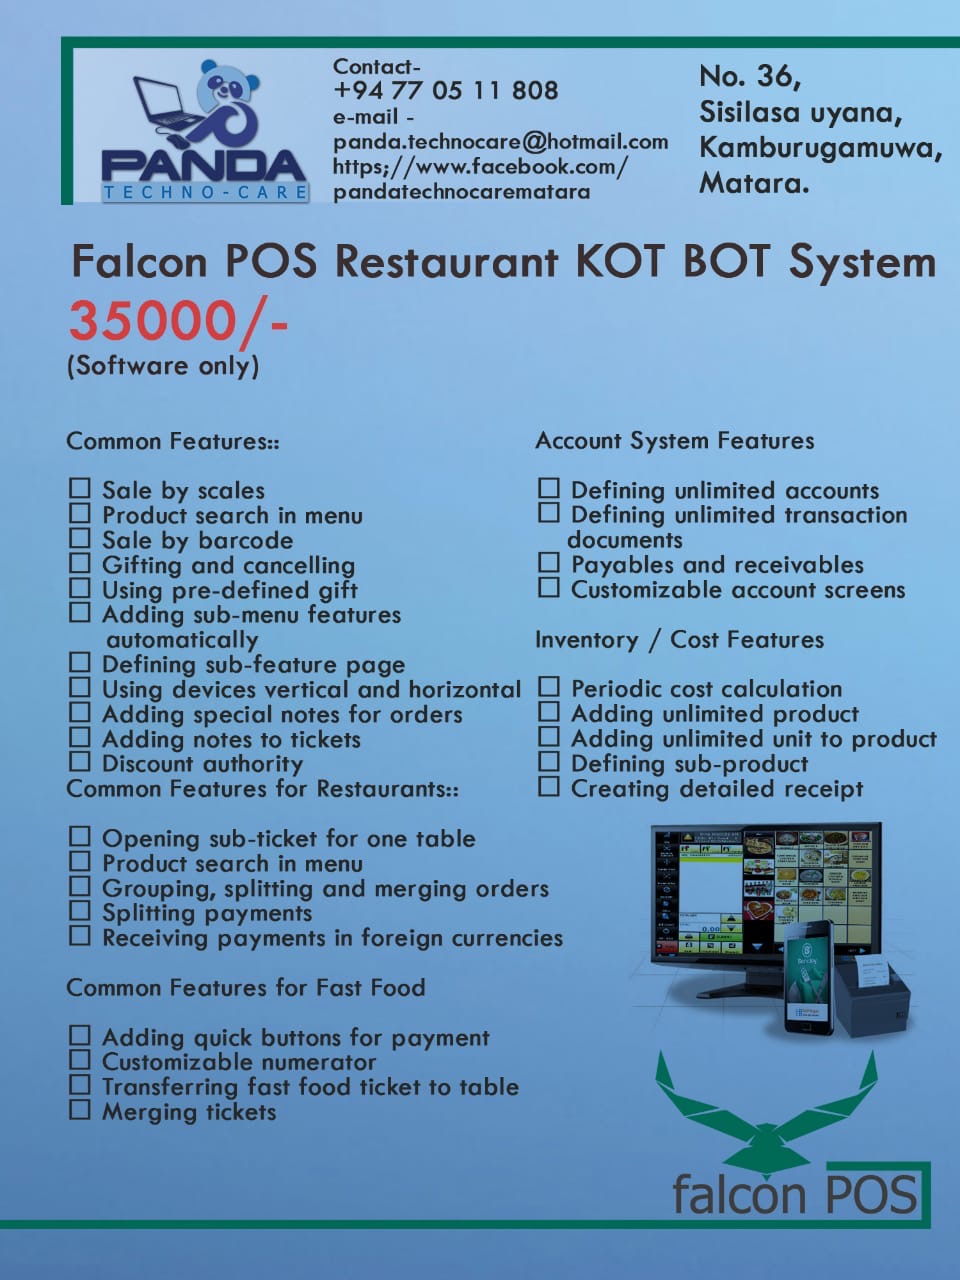 PANDA
TECHNO-CARE
Contact-
+94 77 05 11 808
e-mail -
panda.technocare@hotmail.com
https;//www.facebook.com/
pandatechnocarematara
No. 36,
Sisilasa uyana,
Kamburugamuwa,
Matara.
Falcon POS Restaurant KOT BOT System
35000/-
(Software only)
Common Features::
Sale by scales
Product search in menu
Sale by barcode
Gifting and cancelling
Using pre-defined gift
Adding sub-menu features
automatically
Defining sub-feature page
Using devices vertical and horizontal
Adding special notes for orders
Adding notes to tickets
Discount authority
Common Features for Restaurants::
Opening sub-ticket for one table
Product search in menu
Grouping, splitting and merging orders
Splitting payments
Receiving payments in foreign currencies
Common Features for Fast Food
Adding quick buttons for payment
Customizable numerator
Transferring fast food ticket to table
Merging tickets
Account System Features
Defining unlimited accounts
Defining unlimited transaction
documents
Payables and receivables
Customizable account screens
Inventory / Cost Features
Periodic cost calculation
Adding unlimited product
Adding unlimited unit to product
Defining sub-product
Creating detailed receipt
0.00
falcon POS